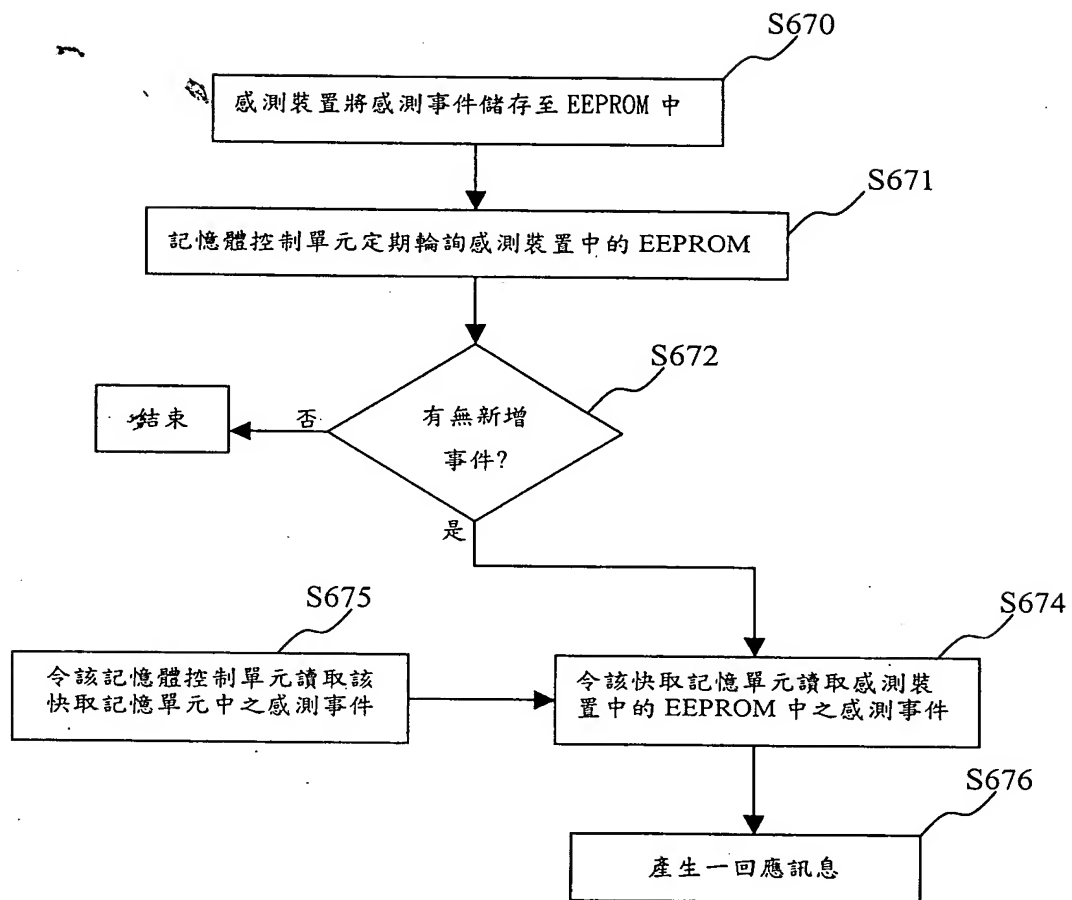 S670
感測裝置將感測事件儲存至 EEPROM 中
S671
記憶體控制單元定期輪詢感測裝置中的 EEPROM
S672
結束
否
有無新增
事件?
是
S675
S674
令該記憶體控制單元讀取該
快取記憶單元中之感測事件
令該快取記憶單元讀取感測裝
置中的 EEPROM 中之感測事件
S676
產生一回應訊息